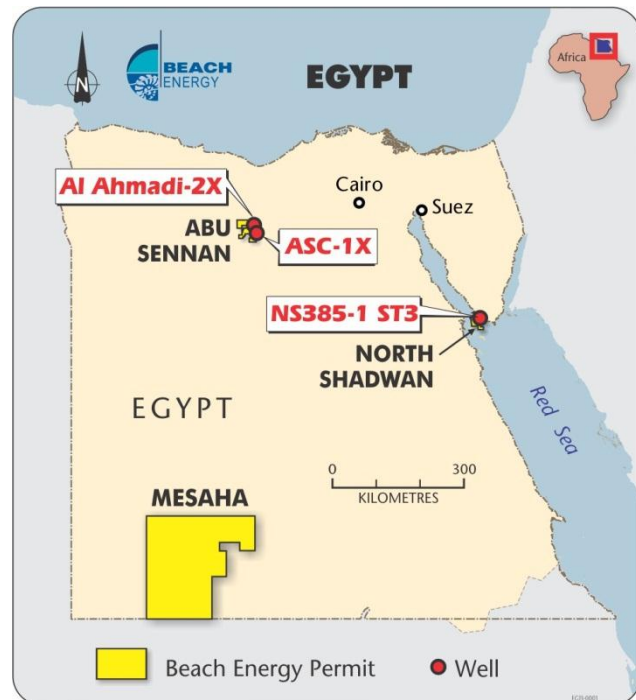 N
BEACH
ENERGY
EGYPT
Africa
Al Ahmadi-2X
Cairo
Suez
ABU
SENNAN
ASC-1X
NS385-1 ST3
NORTH
SHADWAN
EGYPT
Red Sea
0 300
KILOMETRES
MESAHA
Beach Energy Permit
Well